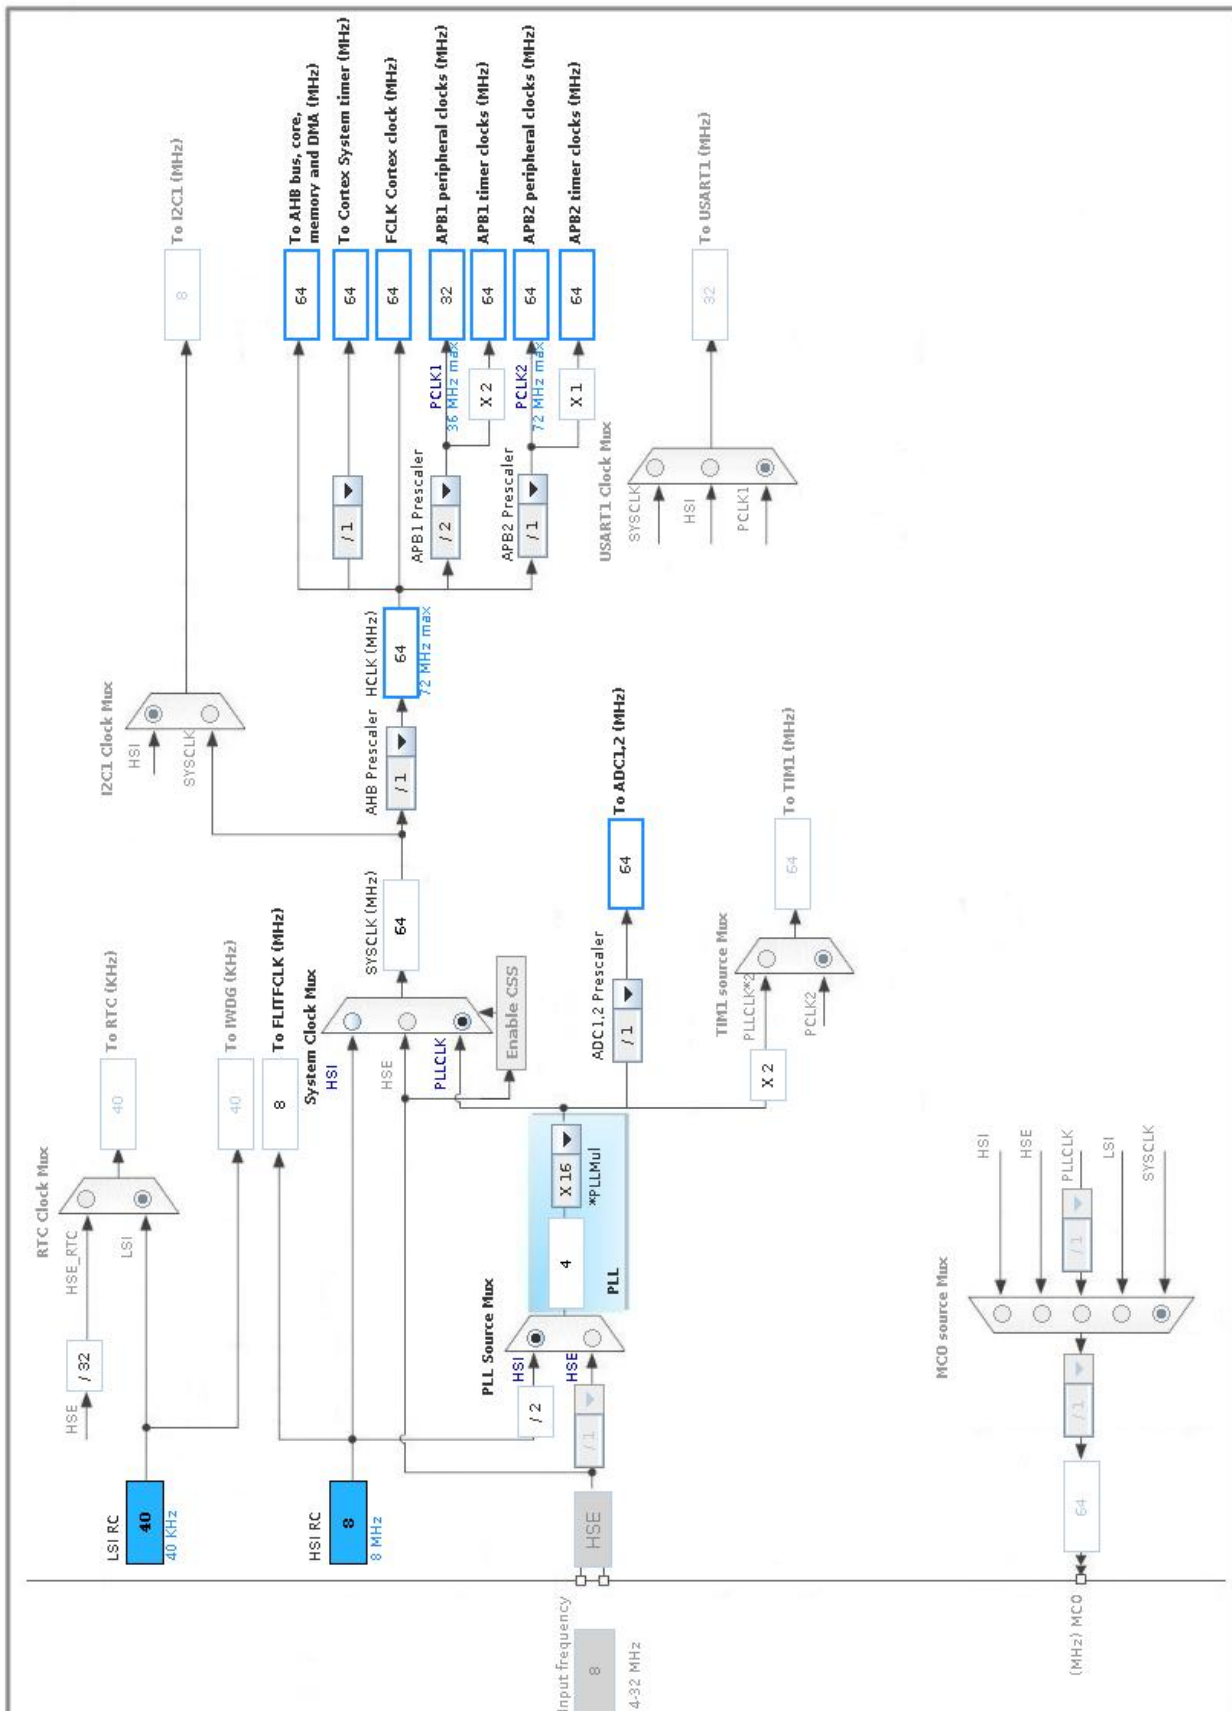 RTC Clock Mux
HSE
/ 32
HSE_RTC
LSI
40
To RTC (KHz)
LSI RC
40
40 KHz
40
To IWDG (KHz)
I2C1 Clock Mux
HSI
SYSCLK
8
To I2C1 (MHz)
8
To FLITFCLK (MHz)
HSI RC
8
8 MHz
System Clock Mux
HSI
HSE
PLLCLK
Enable CSS
SYSCLK (MHz)
64
AHB Prescaler
/ 1
HCLK (MHz)
64
72 MHz max
64
To AHB bus, core,
memory and DMA (MHz)
/ 1
64
To Cortex System timer (MHz)
64
FCLK Cortex clock (MHz)
APB1 Prescaler
/ 2
PCLK1
36 MHz max
32
APB1 peripheral clocks (MHz)
X 2
64
APB1 timer clocks (MHz)
APB2 Prescaler
/ 1
PCLK2
72 MHz max
64
APB2 peripheral clocks (MHz)
X 1
64
APB2 timer clocks (MHz)
PLL Source Mux
/ 2
HSI
HSE
/ 1
4
X 16
*PLLMul
PLL
Input frequency
8
4-32 MHz
HSE
ADC1,2 Prescaler
/ 1
64
To ADC1,2 (MHz)
USART1 Clock Mux
SYSCLK
HSI
PCLK1
32
To USART1 (MHz)
TIM1 source Mux
X 2
PLLCLK*2
PCLK2
64
To TIM1 (MHz)
MCO source Mux
(MHz) MCO
64
/ 1
HSI
HSE
/ 1
PLLCLK
LSI
SYSCLK